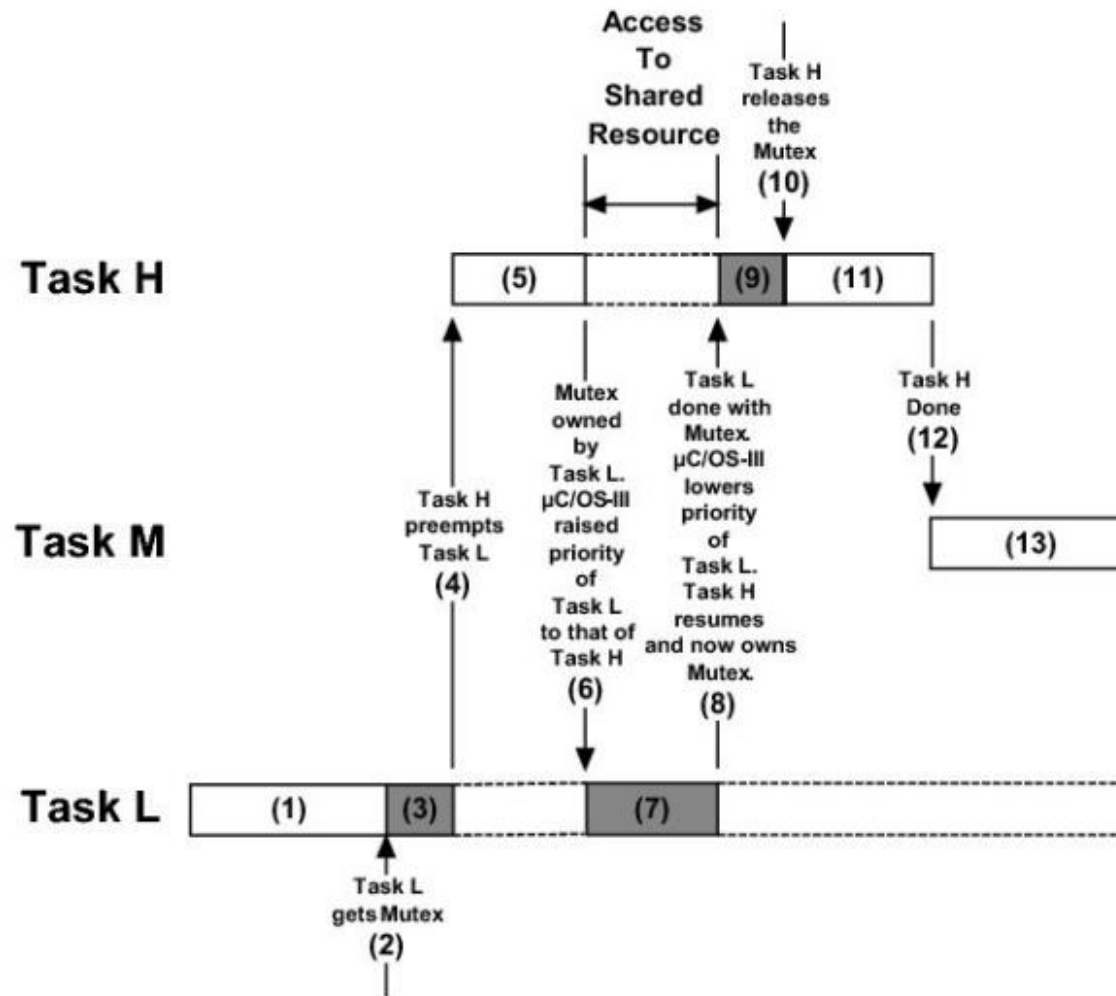 Access
To
Shared
Resource
Task H
releases
the
Mutex
(10)
Task H
(5)
(9)
(11)
Mutex
owned
by
Task L.
µC/OS-III
raised
priority
of
Task L
to that of
Task H
(6)
Task L
done with
Mutex.
µC/OS-III
lowers
priority
of
Task L.
Task H
resumes
and now owns
Mutex.
(8)
Task H
Done
(12)
Task H
preempts
Task L
(4)
Task M
(13)
Task L
(1)
(3)
(7)
Task L
gets Mutex
(2)